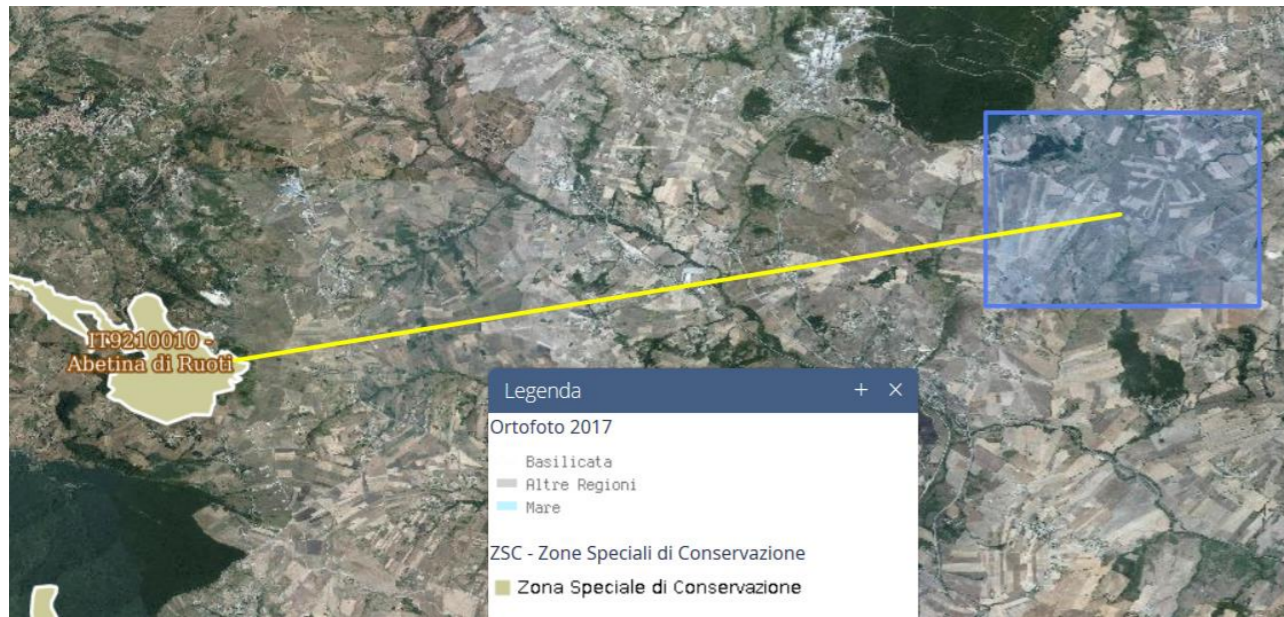 IT9210010 -
Abetina di Ruoti
Legenda + ×
Ortofoto 2017
Basilicata
Altre Regioni
Mare
ZSC - Zone Speciali di Conservazione
Zona Speciale di Conservazione